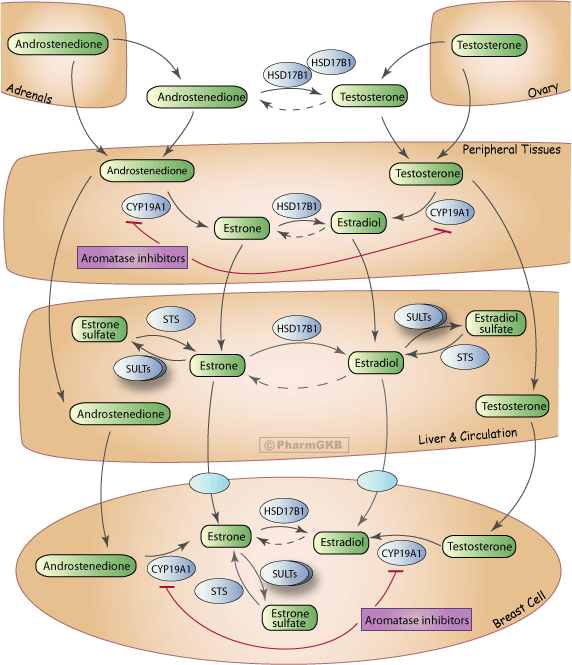 Androstenedione
Testosterone
HSD17B1
HSD17B1
Adrenals
Androstenedione
Testosterone
Ovary
Peripheral Tissues
Androstenedione
Testosterone
CYP19A1
HSD17B1
CYP19A1
Estrone
Estradiol
Aromatase inhibitors
STS
SULTs
Estrone
sulfate
HSD17B1
Estradiol
sulfate
SULTs
Estrone
Estradiol
STS
Androstenedione
Testosterone
©PharmGKB
Liver & Circulation
HSD17B1
Estrone
Estradiol
Testosterone
CYP19A1
Androstenedione
CYP19A1
STS
SULTs
Estrone
sulfate
Aromatase inhibitors
Breast Cell